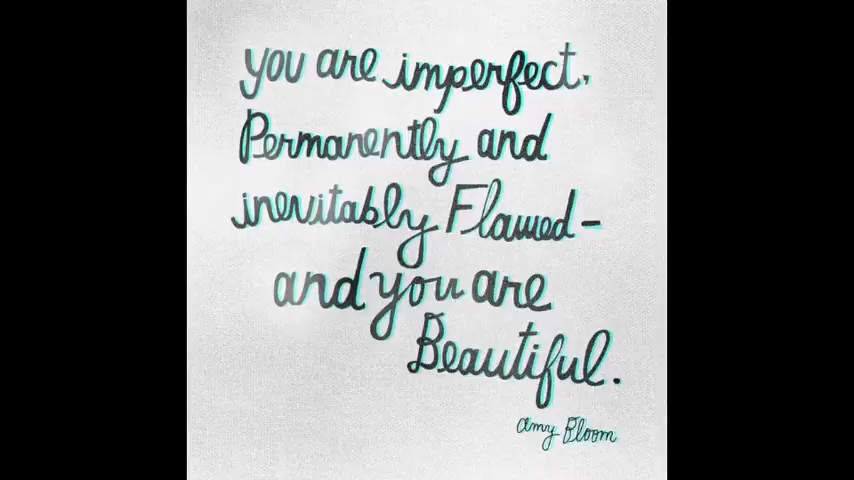 you are imperfect,
Permanently and
inevitably Flawed-
and you are
Beautiful.
amy Bloom